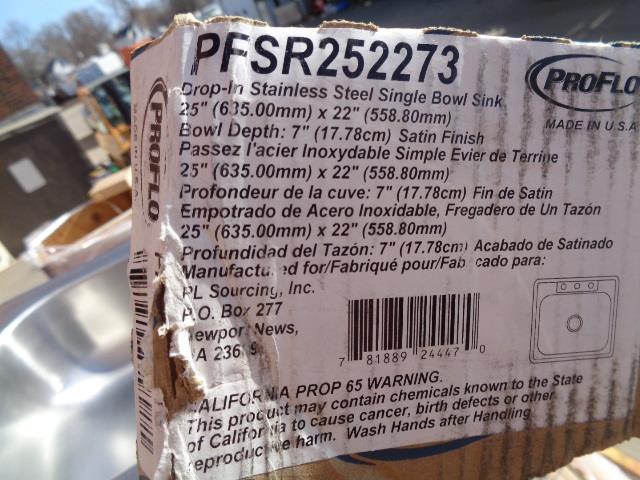 PFSR252273
PROFLO
MADE IN U.S.A.
Drop-In Stainless Steel Single Bowl Sink
25" (635.00mm) x 22" (558.80mm)
Bowl Depth: 7" (17.78cm) Satin Finish
Passez l'acier Inoxydable Simple Evier de Terrine
25" (635.00mm) x 22" (558.80mm)
Profondeur de la cuve: 7" (17.78cm) Fin de Satin
Empotrado de Acero Inoxidable, Fregadero de Un Tazón
25" (635.00mm) x 22" (558.80mm)
Profundidad del Tazón: 7" (17.78cm) Acabado de Satinado
Manufactured for/Fabriqué pour/Fabricado para:
PL Sourcing, Inc.
P.O. Box 277
Newport News,
7 81889 24447 0
CALIFORNIA PROP 65 WARNING.
This product may contain chemicals known to the State
of California to cause cancer, birth defects or other
reproductive harm. Wash Hands after Handling
PROFLO
MADE IN U.S.A.